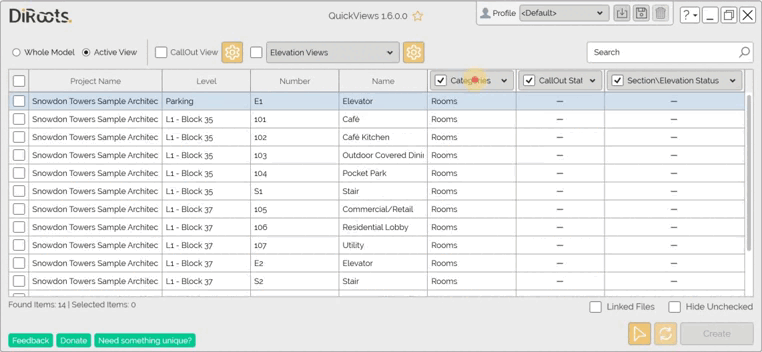 DiRoots.
QuickViews 1.6.0.0
Profile <Default>
?
Whole Model Active View CallOut View Elevation Views Search
Project Name Level Number Name Categories CallOut Stat Section\Elevation Status
Snowdon Towers Sample Architec Parking E1 Elevator Rooms — —
Snowdon Towers Sample Architec L1 - Block 35 101 Café Rooms — —
Snowdon Towers Sample Architec L1 - Block 35 102 Café Kitchen Rooms — —
Snowdon Towers Sample Architec L1 - Block 35 103 Outdoor Covered Dini Rooms — —
Snowdon Towers Sample Architec L1 - Block 35 104 Pocket Park Rooms — —
Snowdon Towers Sample Architec L1 - Block 35 S1 Stair Rooms — —
Snowdon Towers Sample Architec L1 - Block 37 105 Commercial/Retail Rooms — —
Snowdon Towers Sample Architec L1 - Block 37 106 Residential Lobby Rooms — —
Snowdon Towers Sample Architec L1 - Block 37 107 Utility Rooms — —
Snowdon Towers Sample Architec L1 - Block 37 E2 Elevator Rooms — —
Snowdon Towers Sample Architec L1 - Block 37 S2 Stair Rooms — —
Found Items: 14 | Selected Items: 0 Linked Files Hide Unchecked
Feedback Donate Need something unique? Create